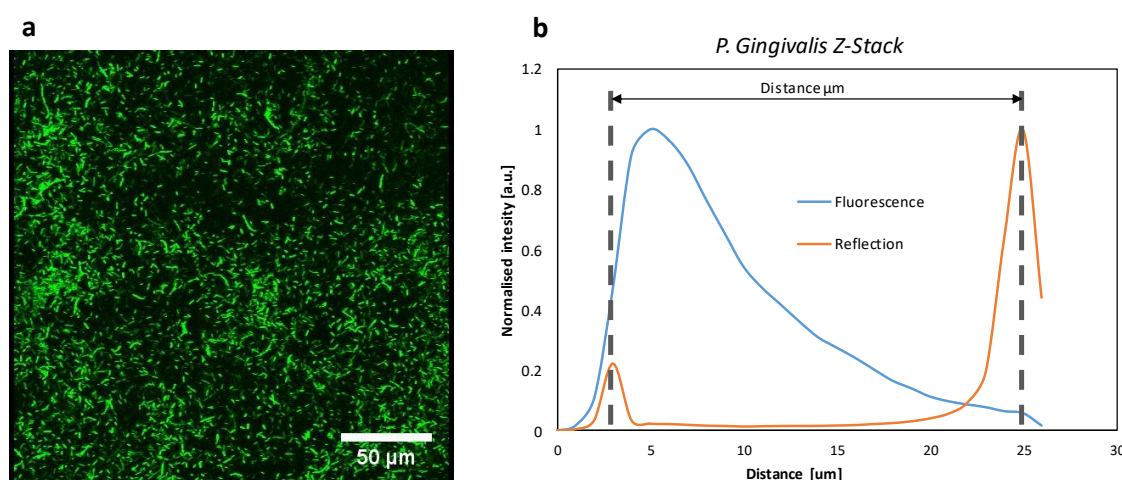 a
50 µm
b
P. Gingivalis Z-Stack
Normalised intesity [a.u.]
1.2
1
0.8
0.6
0.4
0.2
0
Distance µm
Fluorescence
Reflection
0 5 10 15 20 25 30
Distance [um]